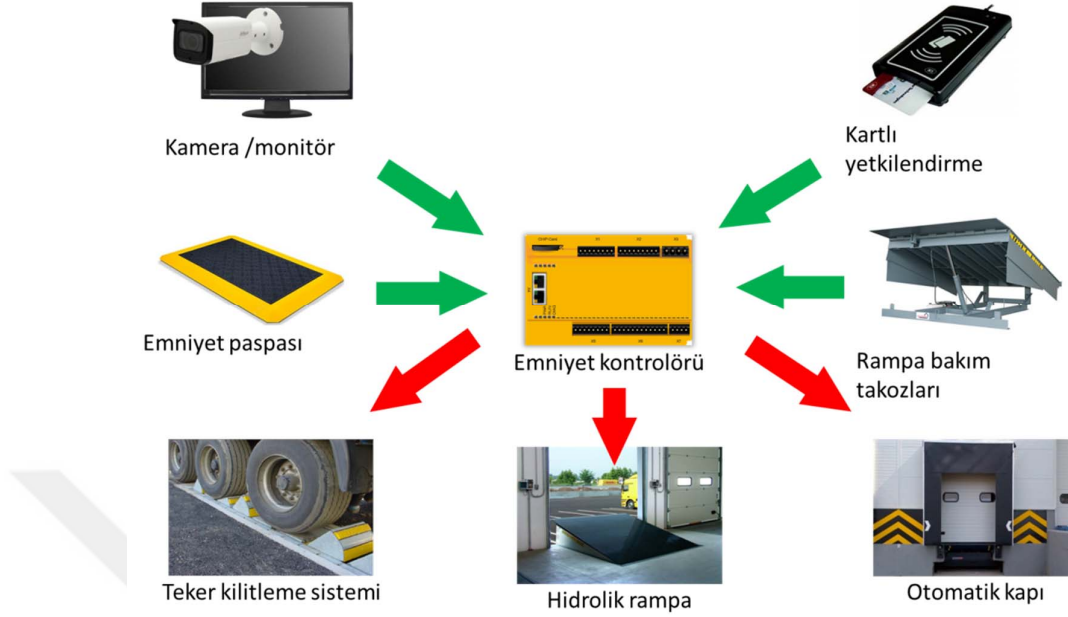 Kamera /monitör
Kartlı
yetkilendirme
Emniyet paspası
Emniyet kontrolörü
Rampa bakım
takozları
Teker kilitleme sistemi
Hidrolik rampa
Otomatik kapı